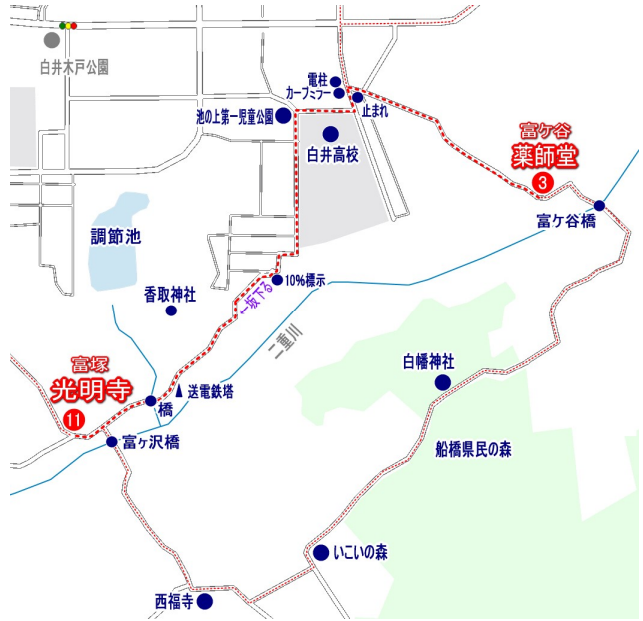 白井木戸公園
電柱
カーブミラー
止まれ
池の上第一児童公園
白井高校
富ケ谷
薬師堂
3
富ケ谷橋
調節池
香取神社
10%標示
←坂下る
二重川
白幡神社
富塚
光明寺
11
橋
送電鉄塔
富ヶ沢橋
船橋県民の森
いこいの森
西福寺